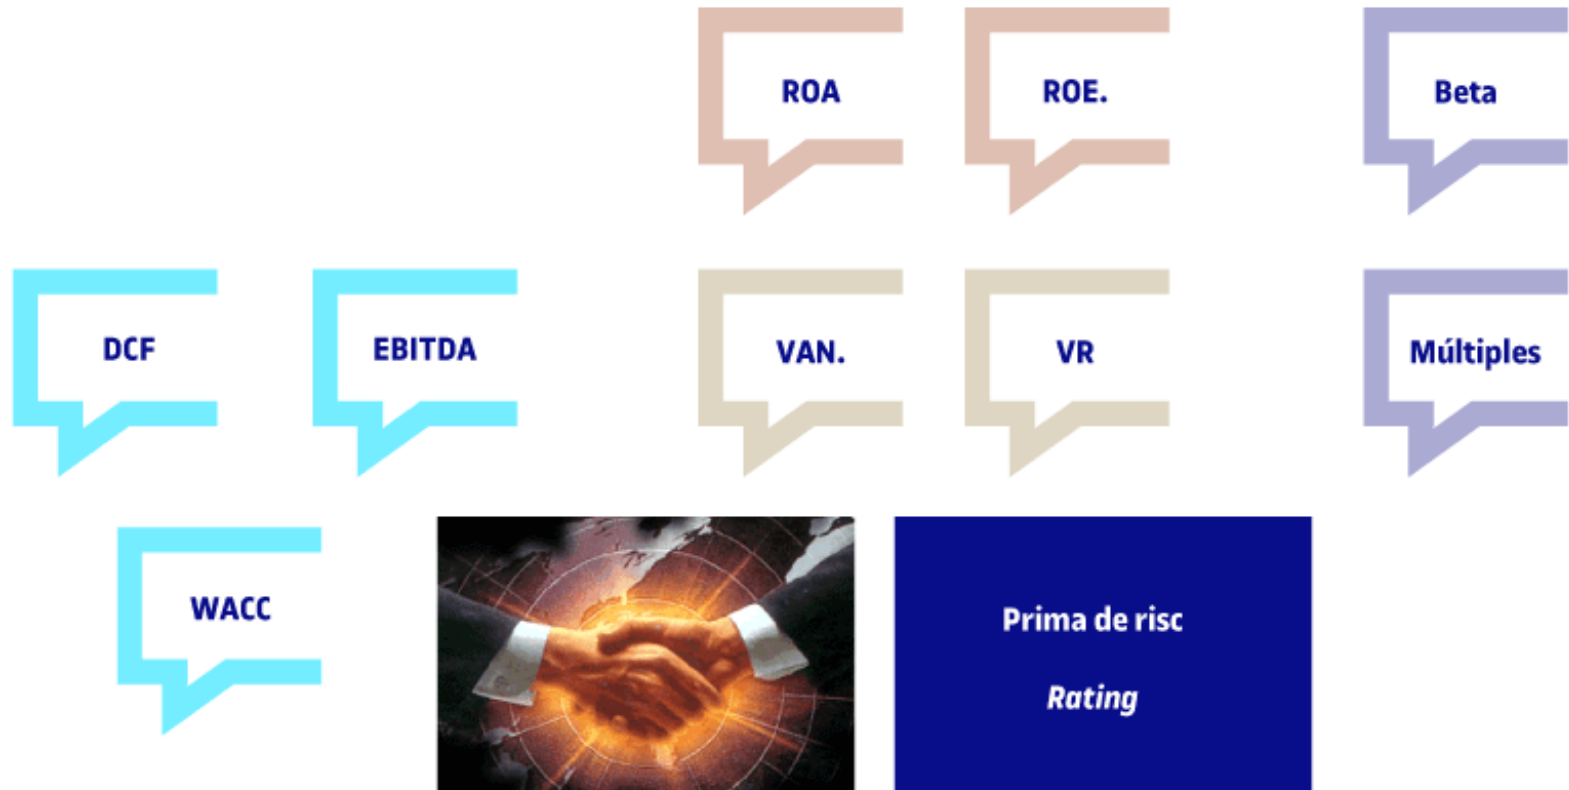 ROA
ROE.
Beta
DCF
EBITDA
VAN.
VR
Múltiples
WACC
Prima de risc
Rating